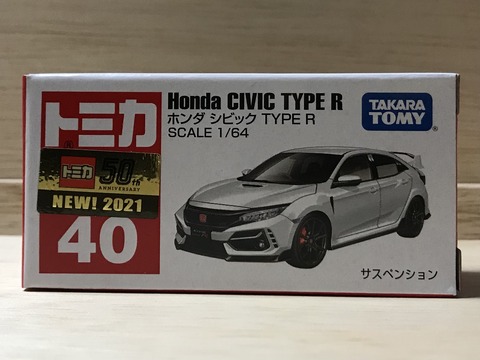 トミカ
トミカ 50th
ANNIVERSARY
NEW! 2021
40
Honda CIVIC TYPE R
ホンダ シビック TYPE R
SCALE 1/64
TAKARA
TOMY®
サスペンション